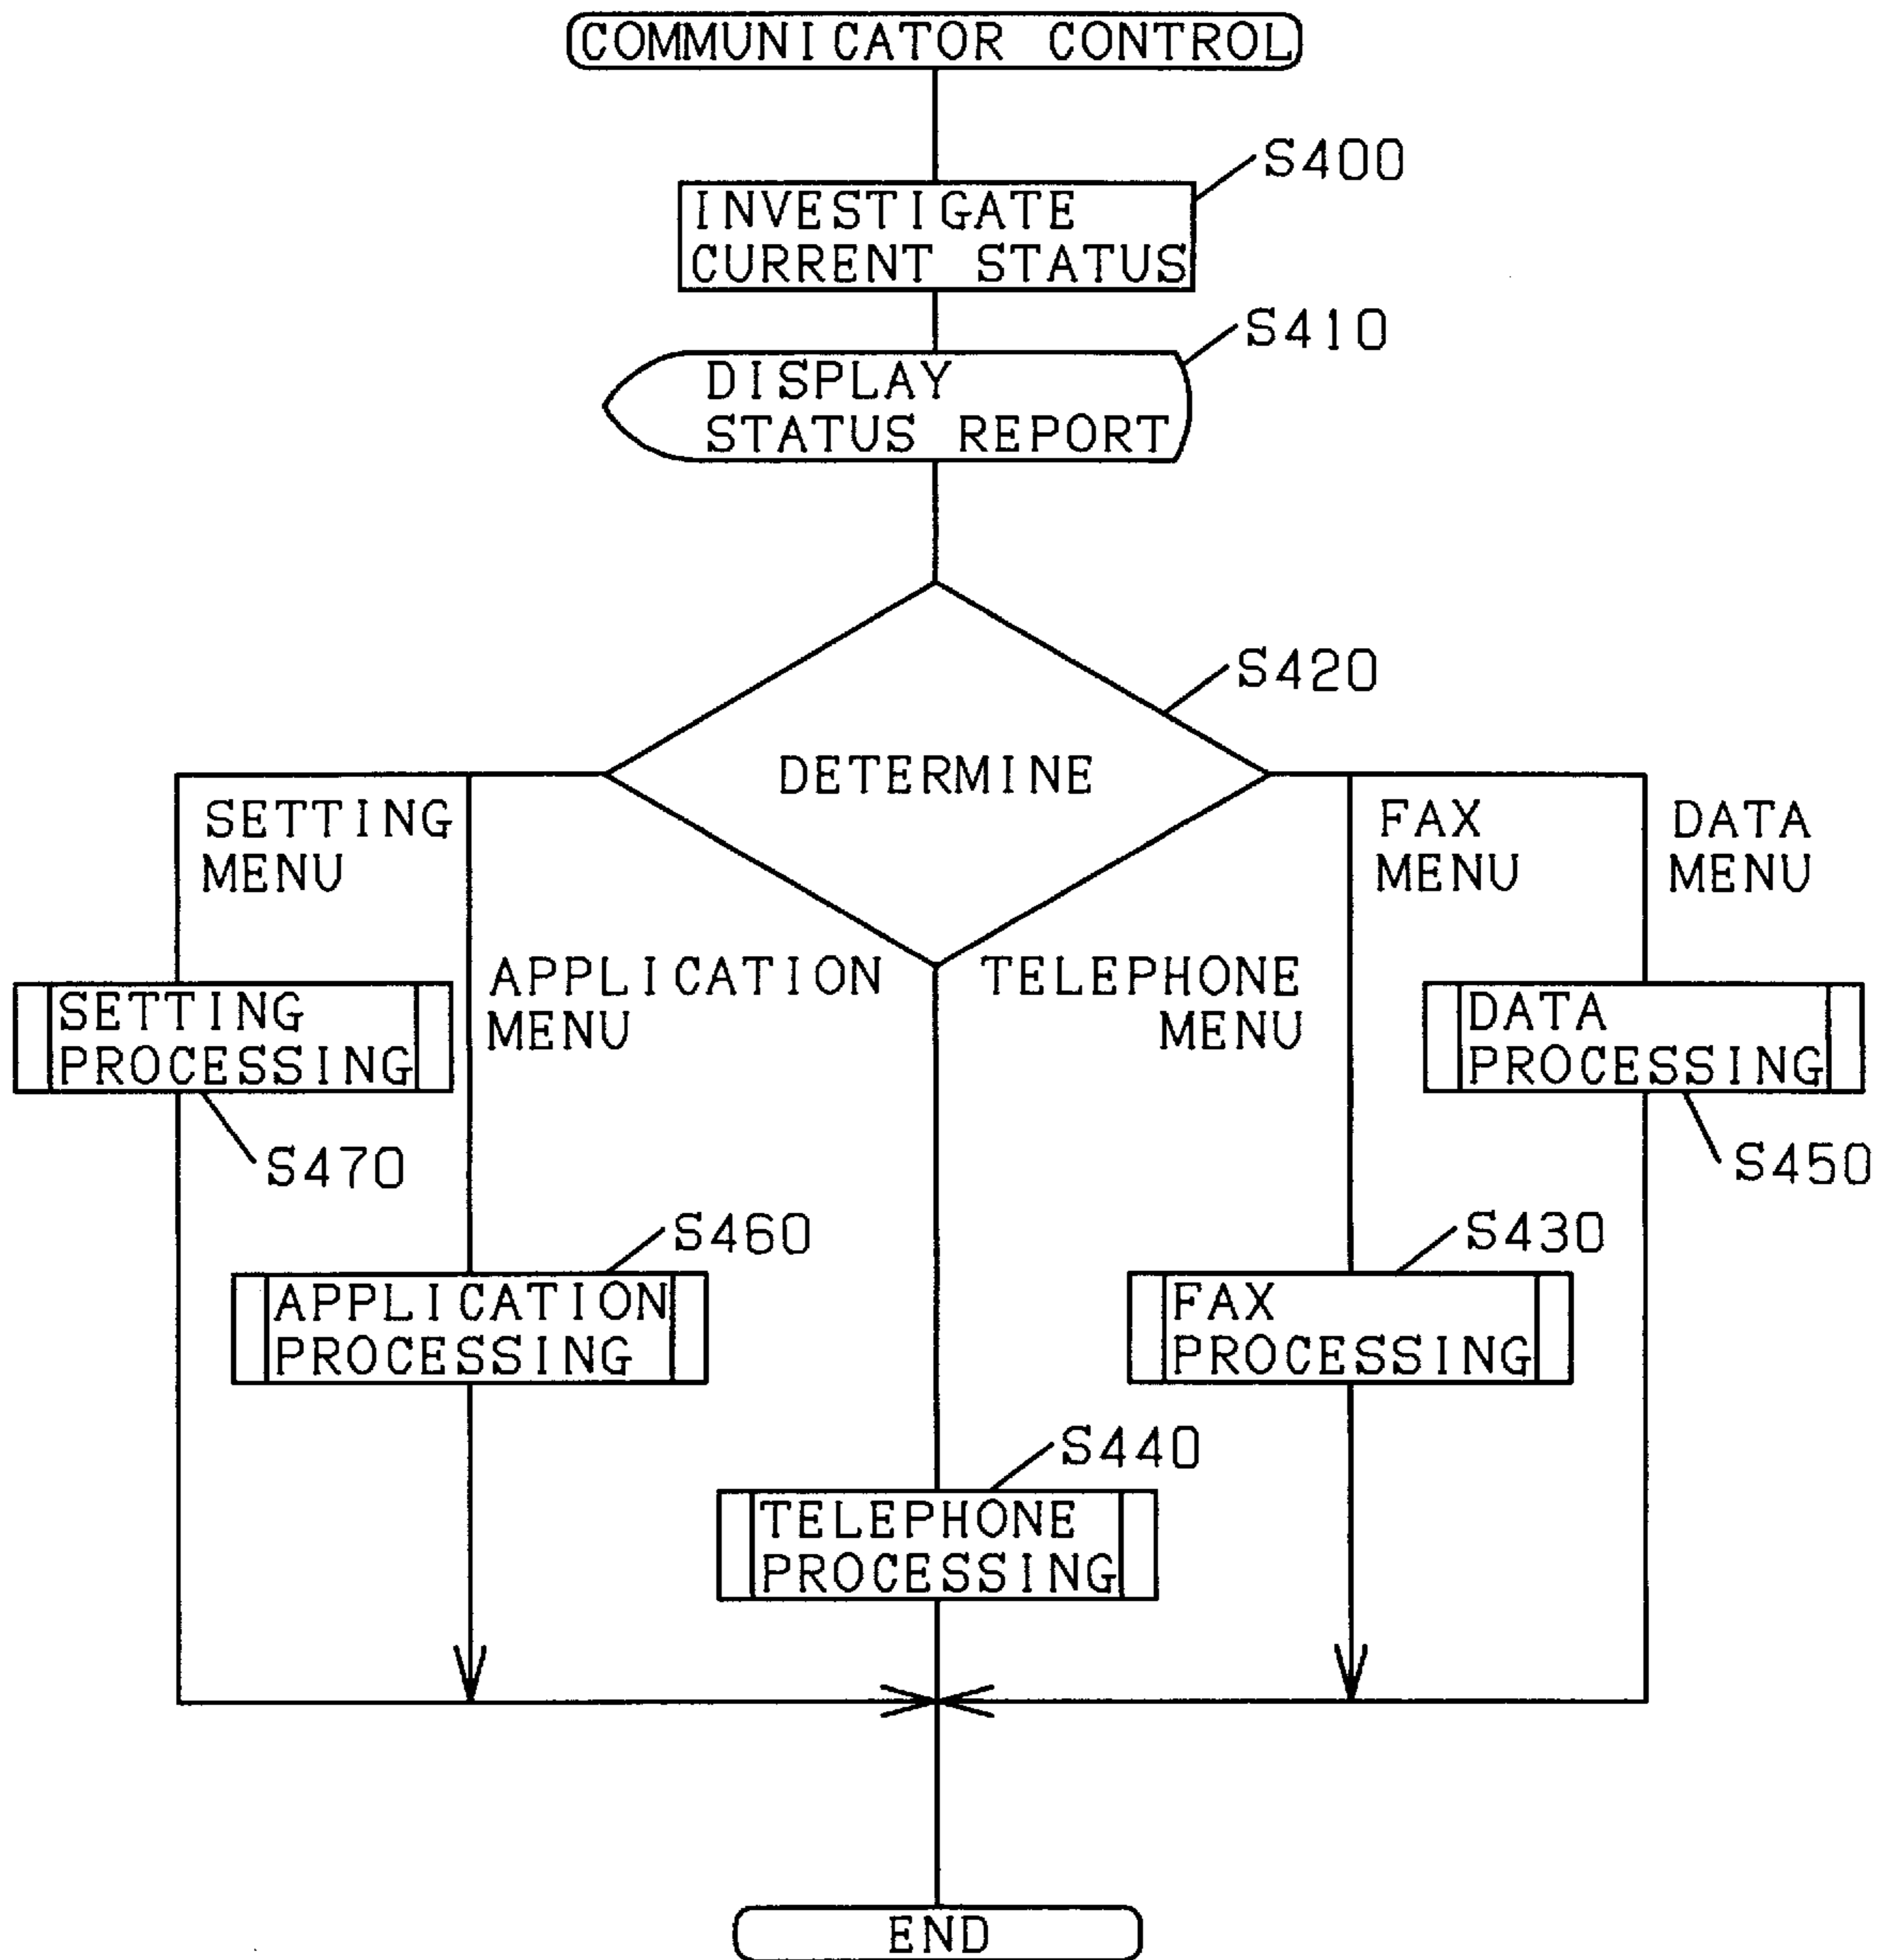 COMMUNICATOR CONTROL
S400
INVESTIGATE
CURRENT STATUS
S410
DISPLAY
STATUS REPORT
S420
DETERMINE
SETTING
MENU
FAX
MENU
DATA
MENU
APPLICATION
MENU
TELEPHONE
MENU
SETTING
PROCESSING
DATA
PROCESSING
S470
S450
S460
S430
APPLICATION
PROCESSING
FAX
PROCESSING
S440
TELEPHONE
PROCESSING
END